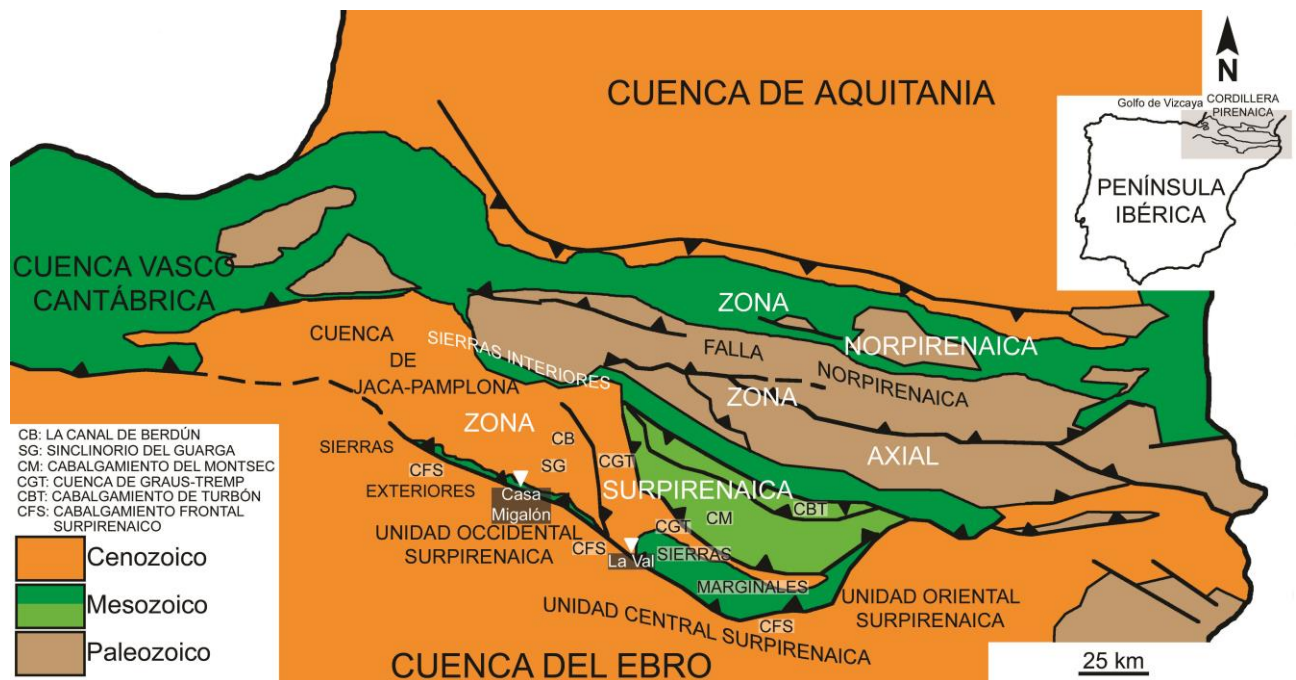 CUENCA DE AQUITANIA
N
Golfo de Vizcaya
CORDILLERA
PIRENAICA
PENÍNSULA
IBÉRICA
CUENCA VASCO
CANTÁBRICA
ZONA
NORPIRENAICA
CUENCA
DE
JACA-PAMPLONA
SIERRAS INTERIORES
FALLA
NORPIRENAICA
ZONA
AXIAL
ZONA
SURPIRENAICA
CB
SG
CGT
CBT
CM
CGT
SIERRAS
MARGINALES
SIERRAS
CFS
EXTERIORES
Casa
Migalón
UNIDAD OCCIDENTAL
SURPIRENAICA
CFS
La Val
UNIDAD ORIENTAL
SURPIRENAICA
UNIDAD CENTRAL SURPIRENAICA
CFS
CUENCA DEL EBRO
25 km
CB: LA CANAL DE BERDÚN
SG: SINCLINORIO DEL GUARGA
CM: CABALGAMIENTO DEL MONTSEC
CGT: CUENCA DE GRAUS-TREMP
CBT: CABALGAMIENTO DE TURBÓN
CFS: CABALGAMIENTO FRONTAL
SURPIRENAICO
Cenozoico
Mesozoico
Paleozoico